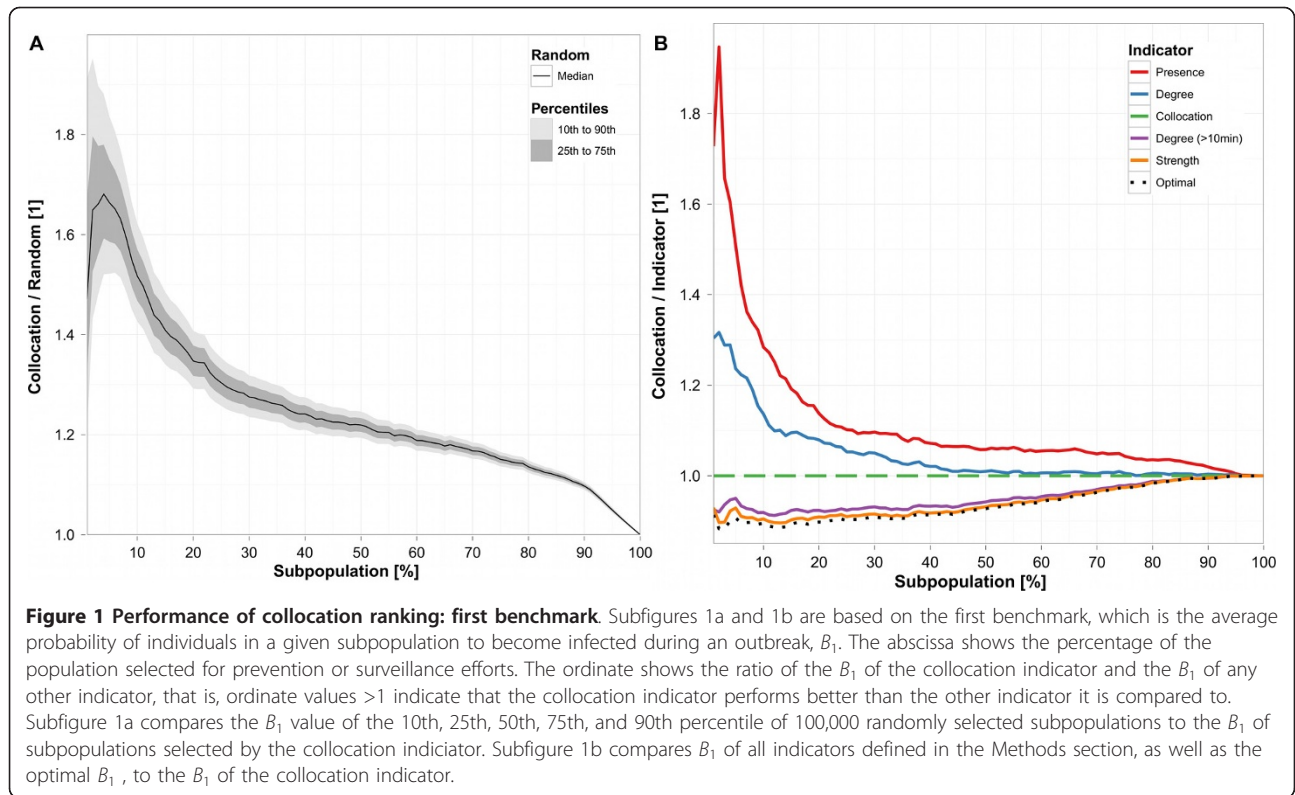 A
Random
Median
Percentiles
10th to 90th
25th to 75th
Collocation / Random [1]
1.8
1.6
1.4
1.2
1.0
10 20 30 40 50 60 70 80 90 100
Subpopulation [%]
B
Indicator
Presence
Degree
Collocation
Degree (>10min)
Strength
Optimal
Collocation / Indicator [1]
1.8
1.6
1.4
1.2
1.0
10 20 30 40 50 60 70 80 90 100
Subpopulation [%]
Figure 1 Performance of collocation ranking: first benchmark. Subfigures 1a and 1b are based on the first benchmark, which is the average
probability of individuals in a given subpopulation to become infected during an outbreak, B1. The abscissa shows the percentage of the
population selected for prevention or surveillance efforts. The ordinate shows the ratio of the B1 of the collocation indicator and the B1 of any
other indicator, that is, ordinate values >1 indicate that the collocation indicator performs better than the other indicator it is compared to.
Subfigure 1a compares the B1 value of the 10th, 25th, 50th, 75th, and 90th percentile of 100,000 randomly selected subpopulations to the B1 of
subpopulations selected by the collocation indiciator. Subfigure 1b compares B1 of all indicators defined in the Methods section, as well as the
optimal B1 , to the B1 of the collocation indicator.